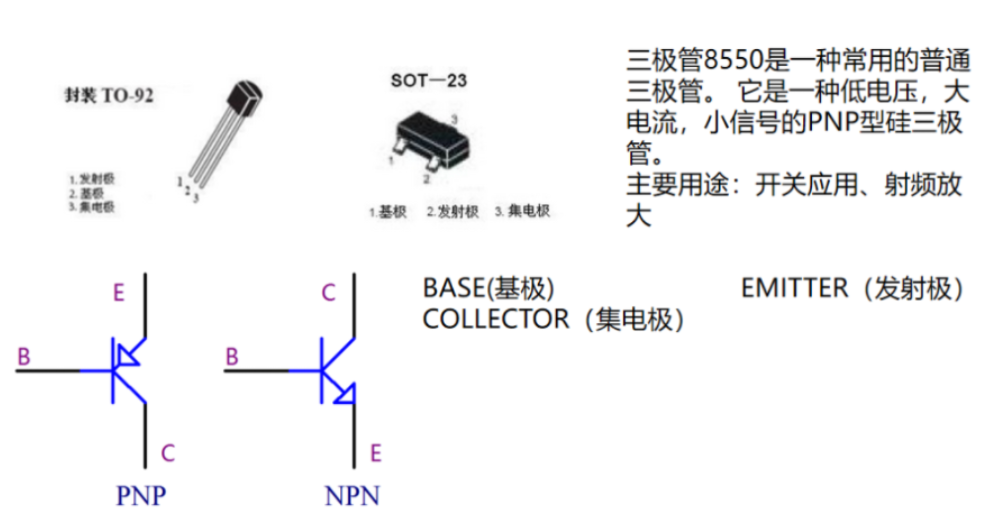 封装 TO-92
1.发射极
2.基极
3.集电极
1
2
3
SOT—23
3
1
2
1.基极 2.发射极 3.集电极
三极管8550是一种常用的普通
三极管。 它是一种低电压，大
电流，小信号的PNP型硅三极
管。
主要用途：开关应用、射频放
大
E
B
C
PNP
C
B
E
NPN
BASE(基极) EMITTER（发射极）
COLLECTOR（集电极）